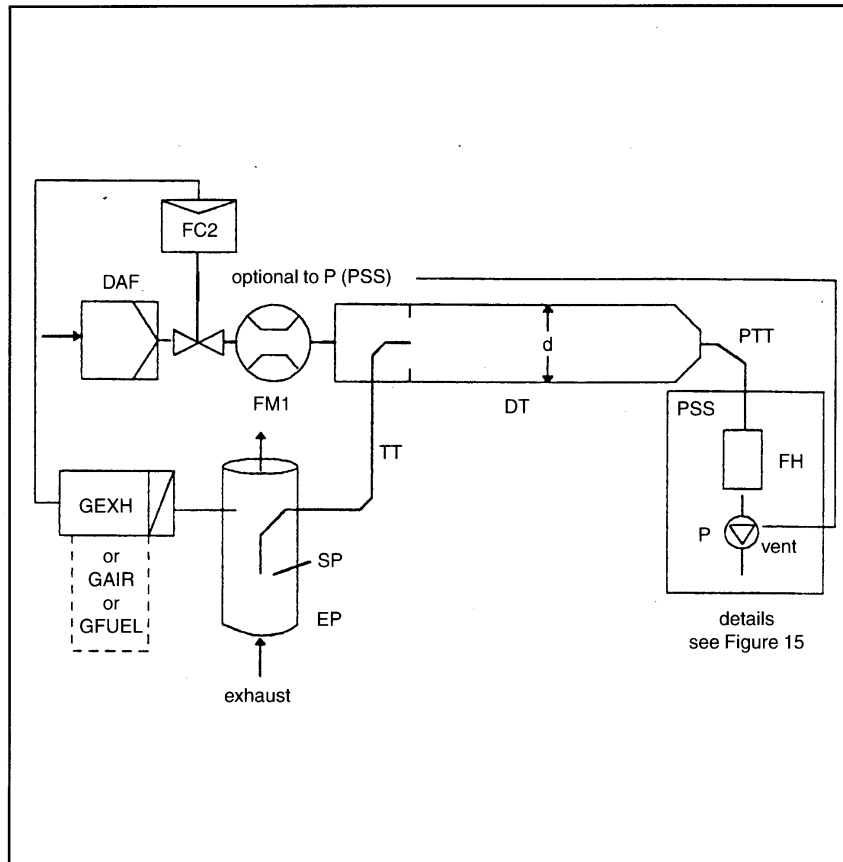 FC2
DAF
optional to P (PSS)
d
PTT
FM1
DT
PSS
TT
FH
GEXH
P
vent
or
GAIR
or
GFUEL
SP
EP
details
see Figure 15
exhaust